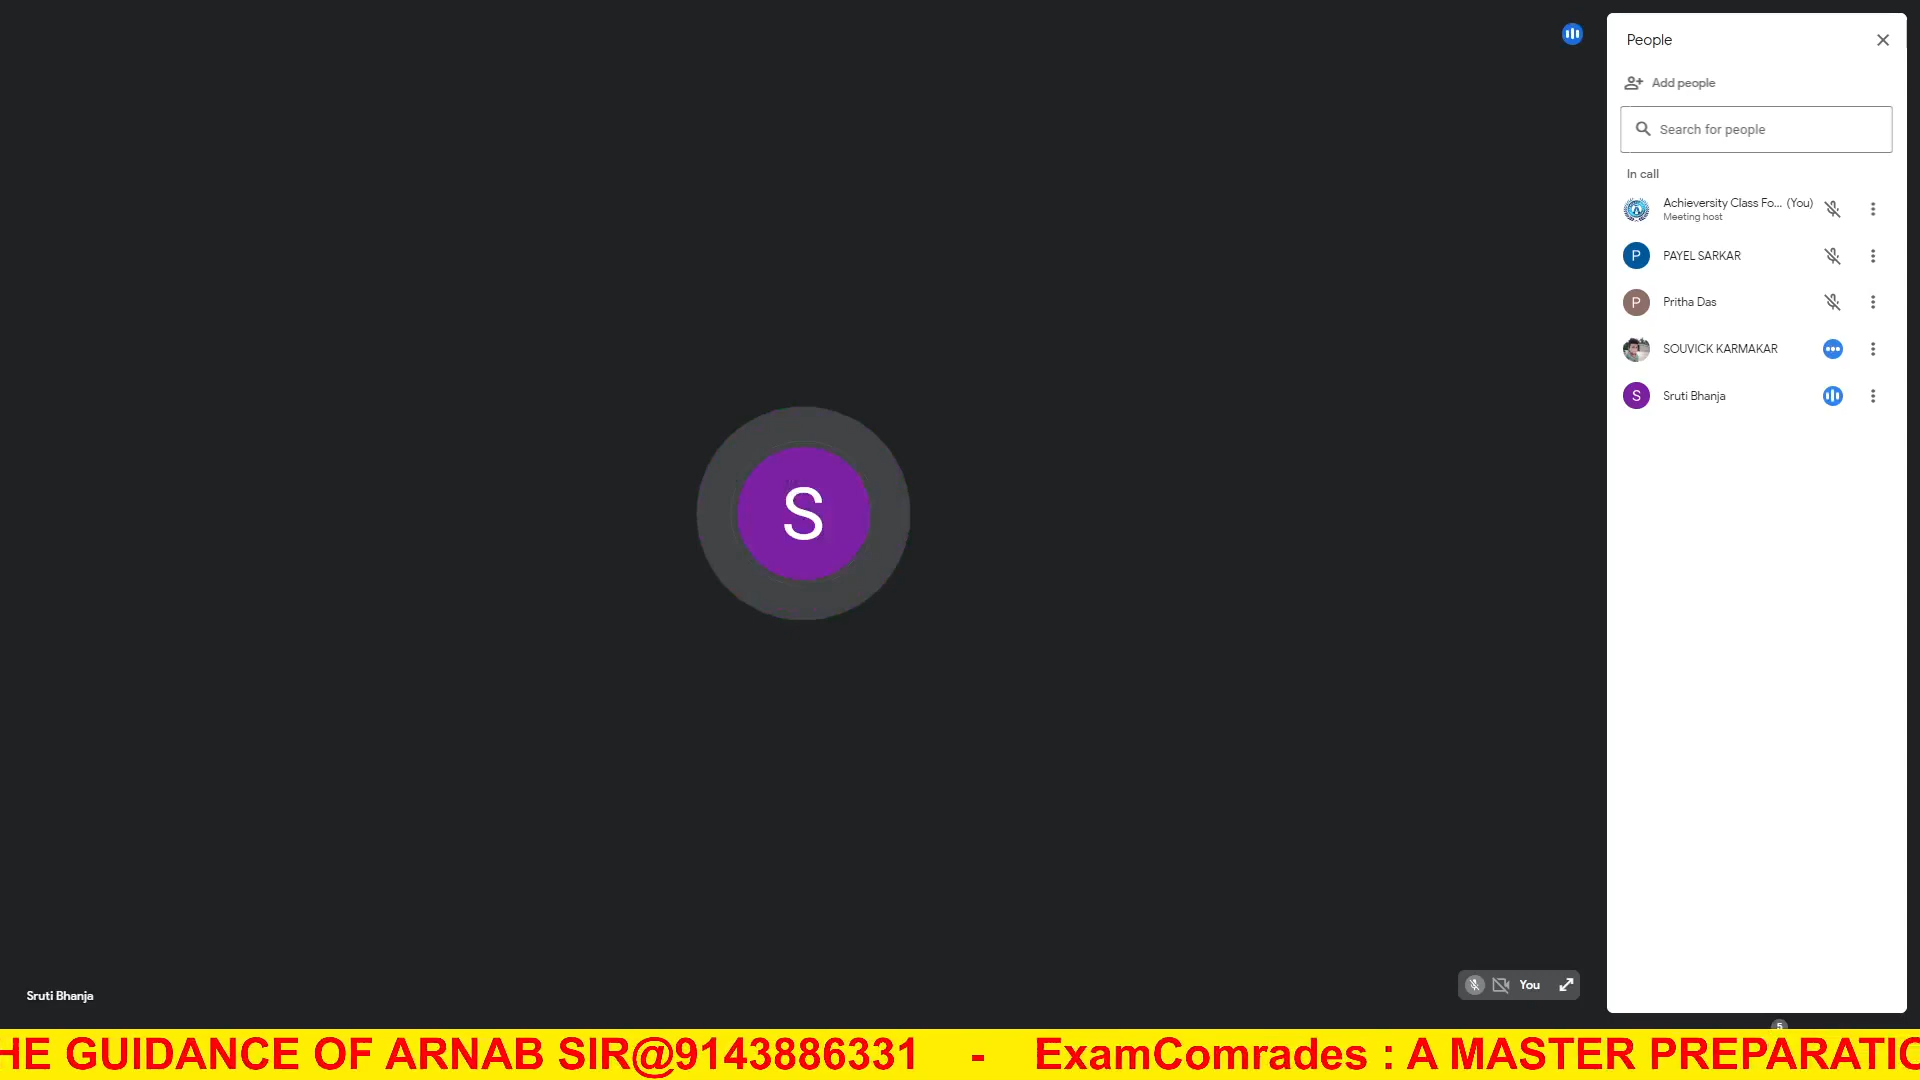 People
Add people
Search for people
In call
Achieversity Class Fo... (You)
Meeting host
P PAYEL SARKAR
P Pritha Das
SOUVICK KARMAKAR
S Sruti Bhanja
S
Sruti Bhanja
You
5
HE GUIDANCE OF ARNAB SIR@9143886331 - ExamComrades : A MASTER PREPARATIO